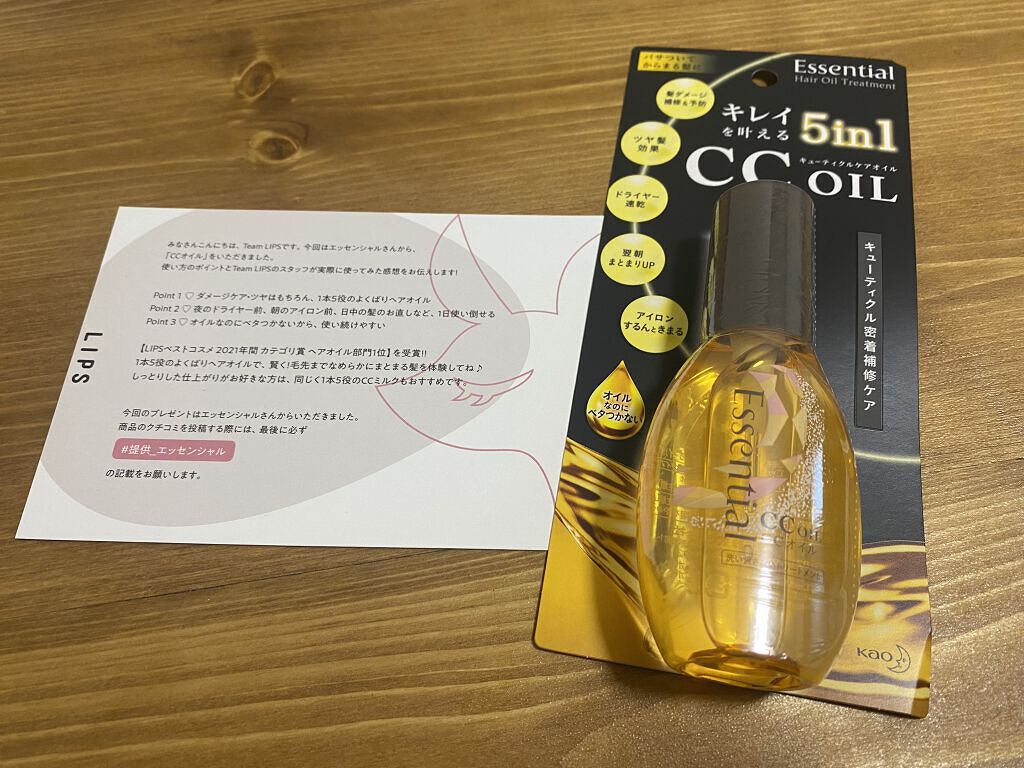 LIPS
みなさんこんにちは、Team LIPSです。今回はエッセンシャルさんから、
「CCオイル」をいただきました。
使い方のポイントとTeam LIPSのスタッフが実際に使ってみた感想をお伝えします!
Point 1 ♡ ダメージケア・ツヤはもちろん、1本5役のよくばりヘアオイル
Point 2 ♡ 夜のドライヤー前、朝のアイロン前、日中の髪のお直しなど、1日使い倒せる
Point 3 ♡ オイルなのにベタつかないから、使い続けやすい
【LIPSベストコスメ 2021年間 カテゴリ賞 ヘアオイル部門1位】を受賞!!
1本5役のよくばりヘアオイルで、賢く!毛先までなめらかにまとまる髪を体験してね♪
しっとりした仕上がりがお好きな方は、同じく1本5役のCCミルクもおすすめです。
今回のプレゼントはエッセンシャルさんからいただきました。
商品のクチコミを投稿する際には、最後に必ず
#提供_エッセンシャル
の記載をお願いします。
パサついて
からまる髪に
Essential
Hair Oil Treatment
髪ダメージ
補修&予防
キレイ
を叶える
5in1
ツヤ髪
効果
キューティクルケアオイル
CC OIL
ドライヤー
速乾
翌朝
まとまりUP
アイロン
するんときまる
オイル
なのに
ベタつかない
キューティクル密着補修ケア
Essential
CC OIL
オイル
Kao